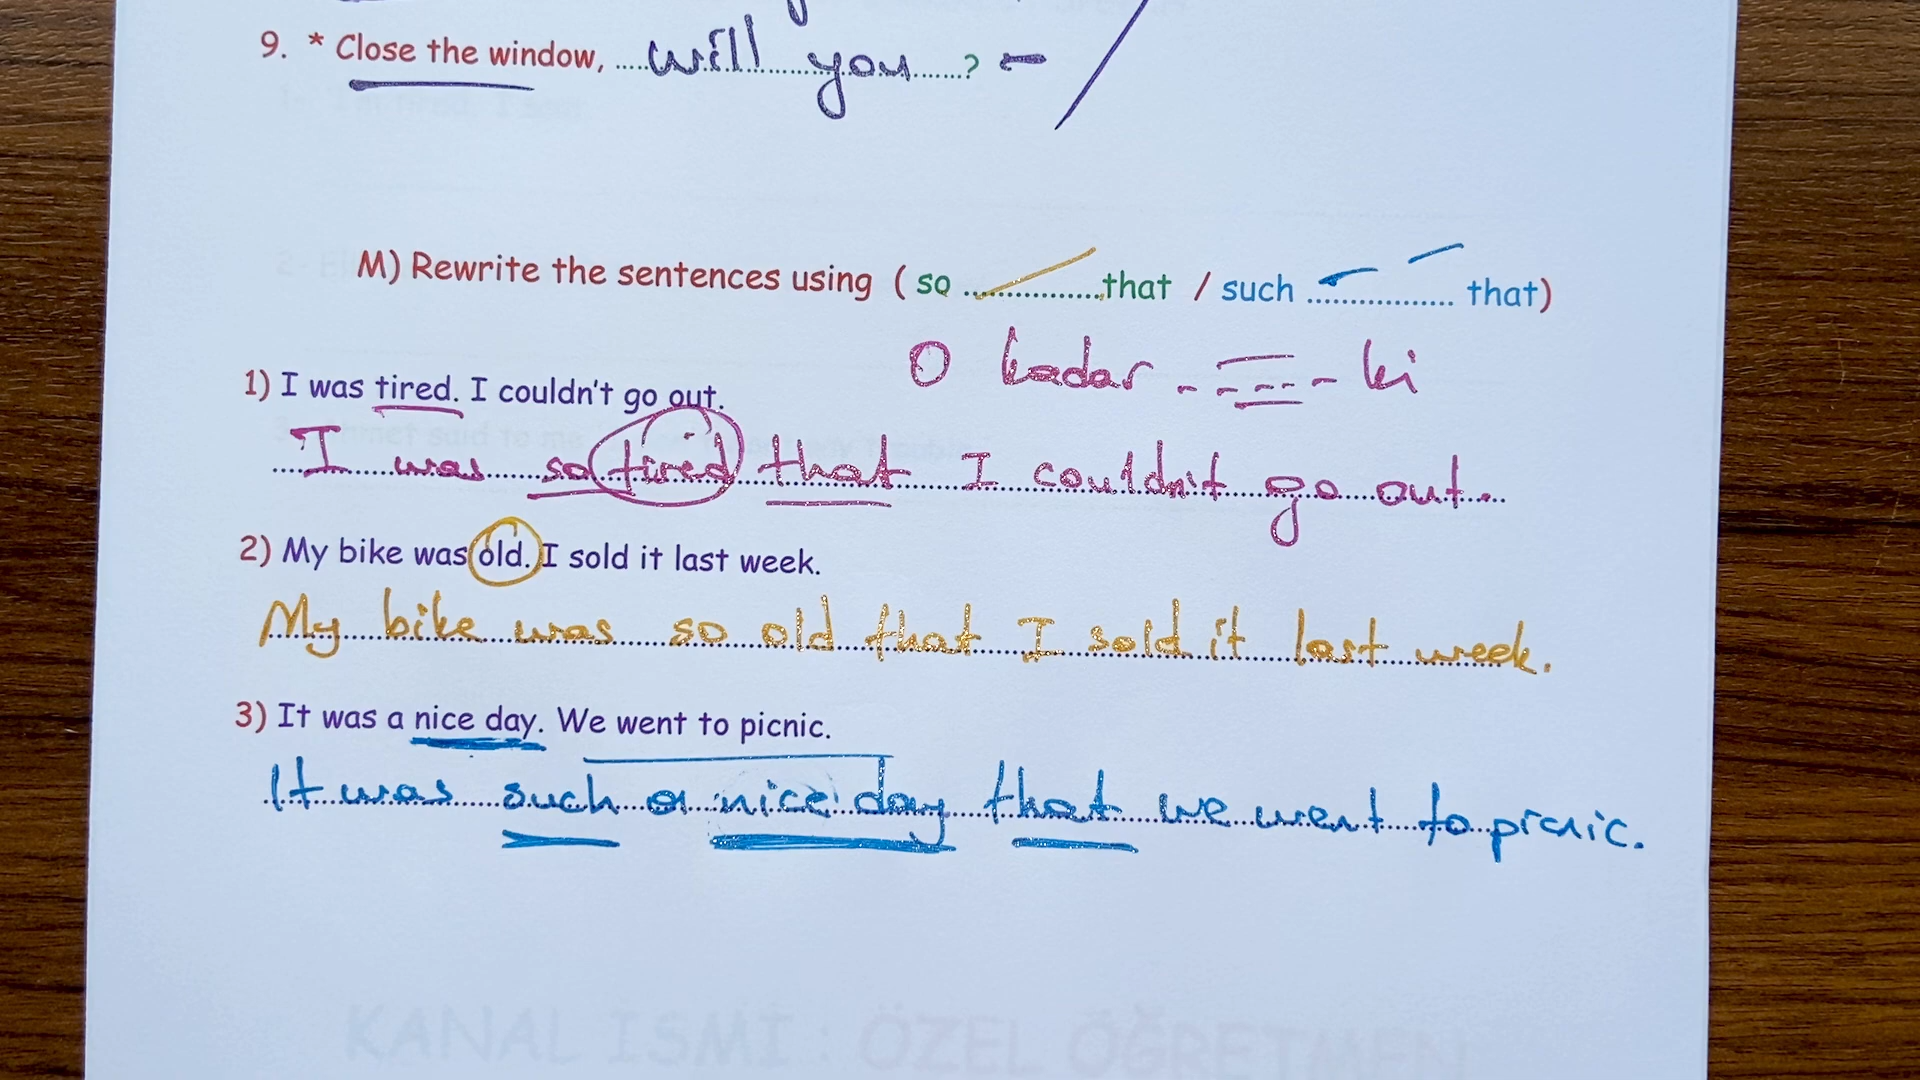 9. * Close the window, .....will you.......?
M) Rewrite the sentences using ( so ................that / such ................ that)
O kadar - - - - - ki
1) I was tired. I couldn't go out.
I was so tired that I couldn't go out.
2) My bike was old. I sold it last week.
My bike was so old that I sold it last week.
3) It was a nice day. We went to picnic.
It was such a nice day that we went to picnic.
KANAL ISMİ : ÖZEL ÖĞRETMEN